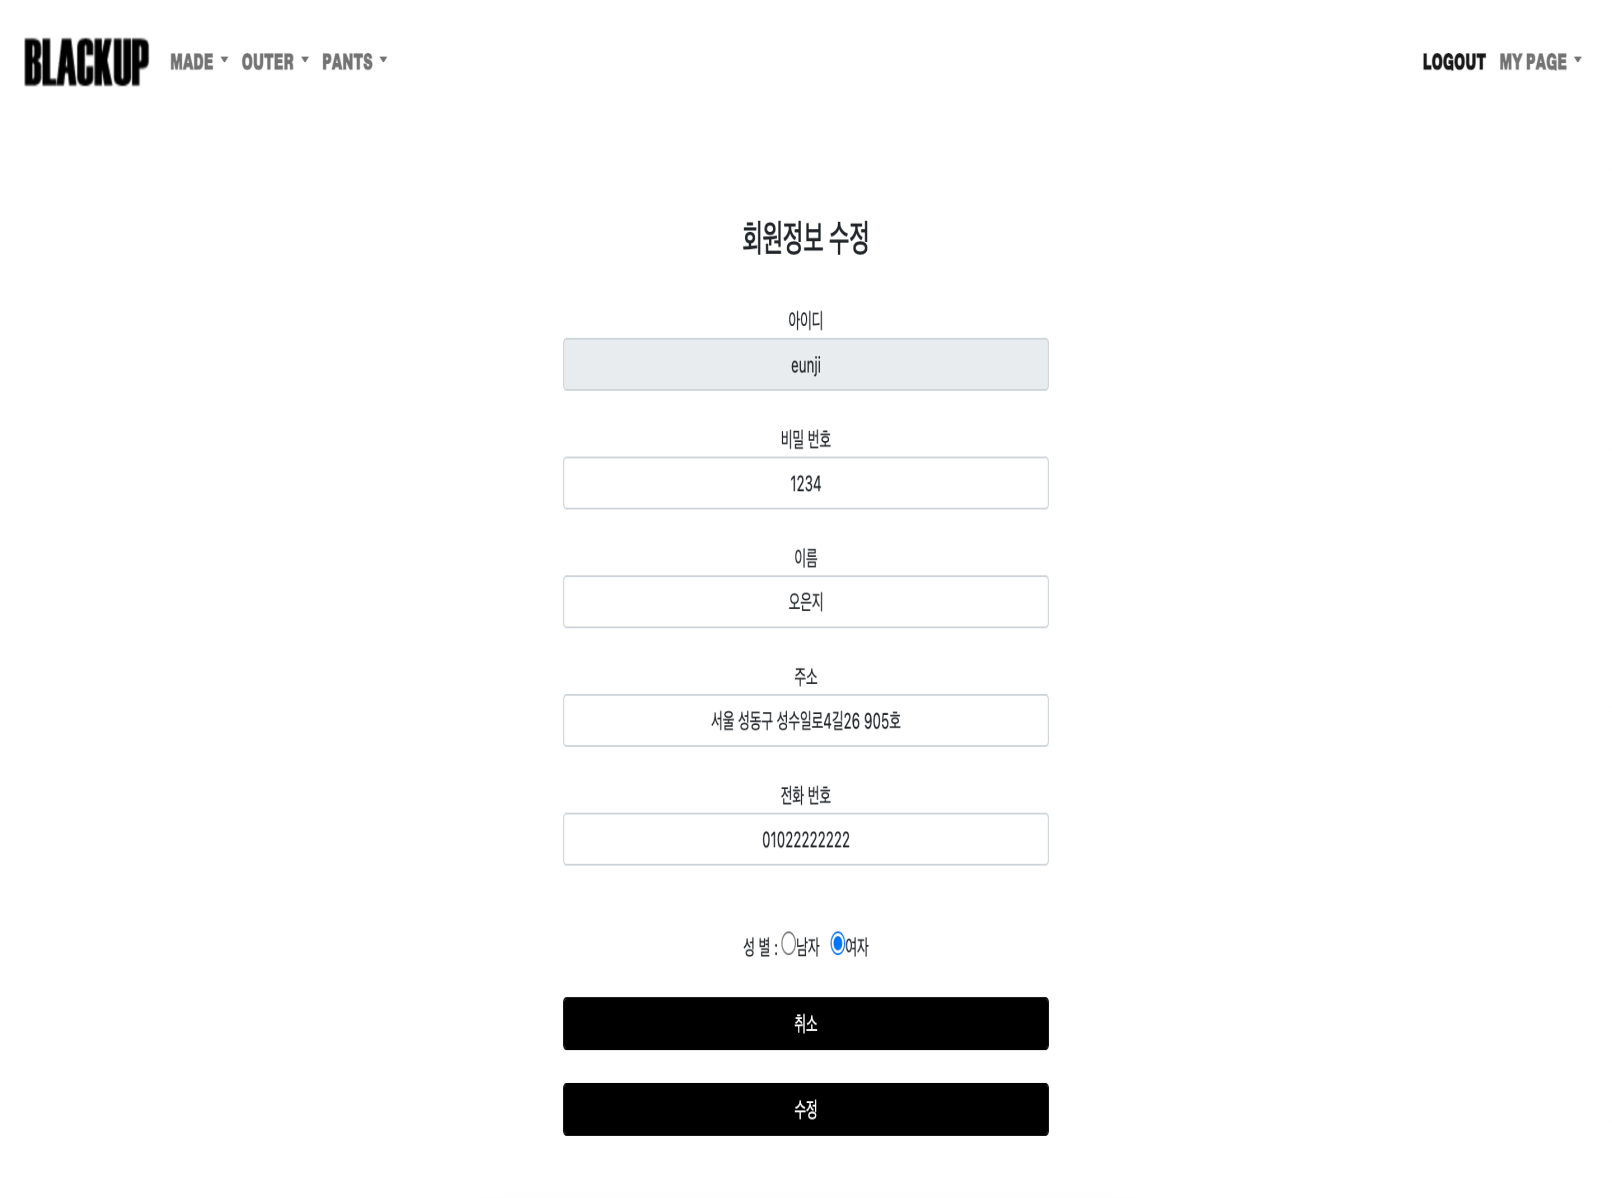 BLACKUP MADE OUTER PANTS LOGOUT MY PAGE
회원정보 수정
아이디
eunji
비밀 번호
1234
이름
오은지
주소
서울 성동구 성수일로4길26 905호
전화 번호
01022222222
성 별 : 남자 여자
취소
수정